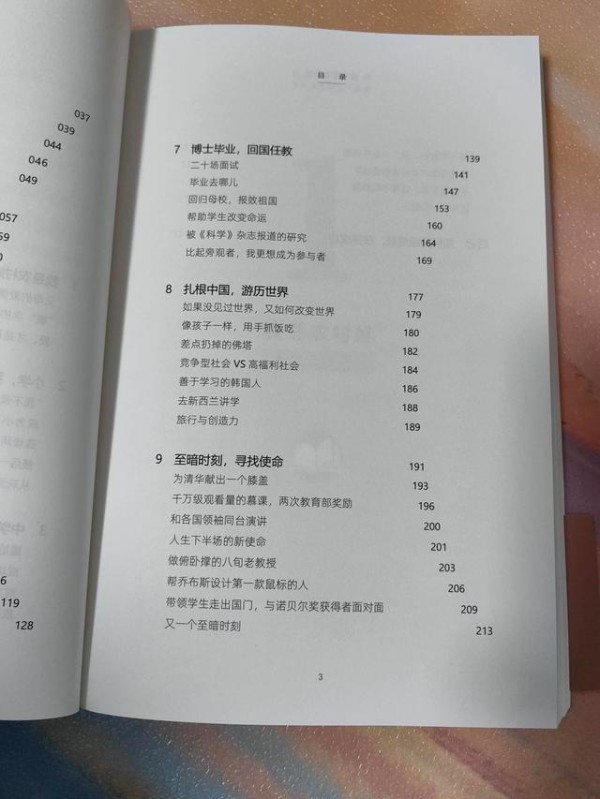 037
039
044
046
049
057
128
119
目 录
7 博士毕业，回国任教 139
二十场面试 141
毕业去哪儿 147
回归母校，报效祖国 153
帮助学生改变命运 160
被《科学》杂志报道的研究 164
比起旁观者，我更想成为参与者 169
8 扎根中国，游历世界 177
如果没见过世界，又如何改变世界 179
像孩子一样，用手抓饭吃 180
差点扔掉的佛塔 182
竞争型社会 VS 高福利社会 184
善于学习的韩国人 186
去新西兰讲学 188
旅行与创造力 189
9 至暗时刻，寻找使命 191
为清华献出一个膝盖 193
千万级观看量的慕课，两次教育部奖励 196
和各国领袖同台演讲 200
人生下半场的新使命 201
做俯卧撑的八旬老教授 203
帮乔布斯设计第一款鼠标的人 206
带领学生走出国门，与诺贝尔奖获得者面对面 209
又一个至暗时刻 213
3